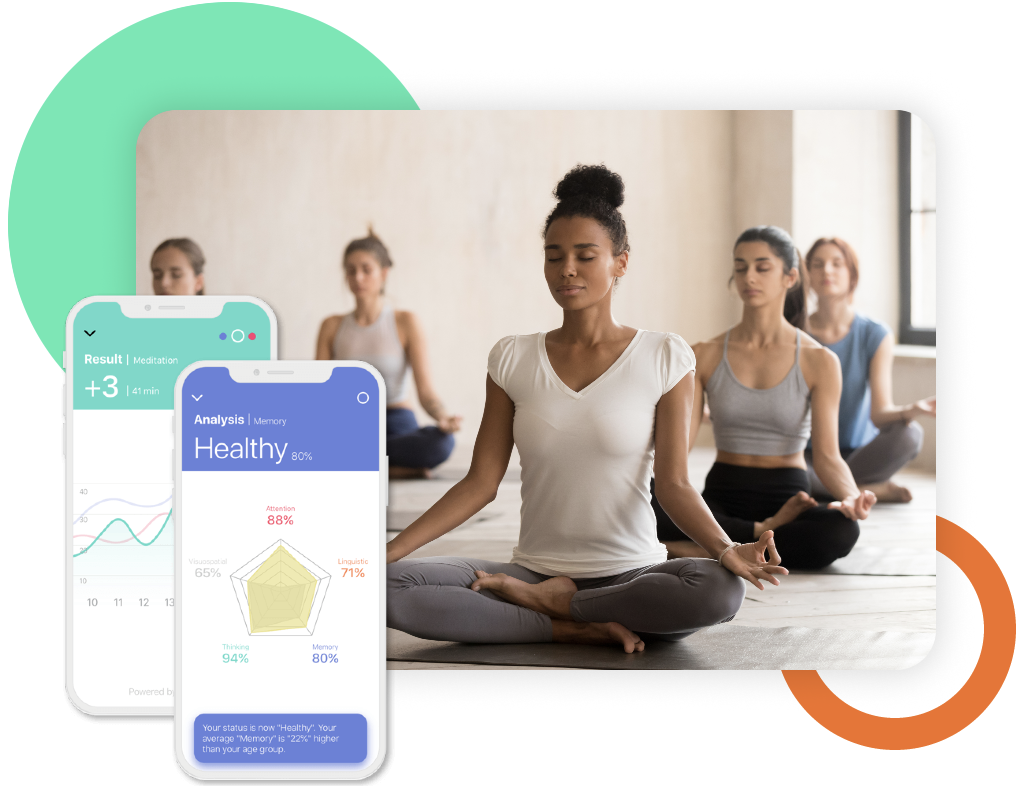 Result | Meditation
+3 | 41 min
40
30
20
10
10 11 12 13
Powered by
Analysis | Memory
Healthy 80%
Attention
88%
Visuospatial
65%
Linguistic
71%
Thinking
94%
Memory
80%
Your status is now "Healthy". Your
average "Memory" is "22%" higher
than your age group.